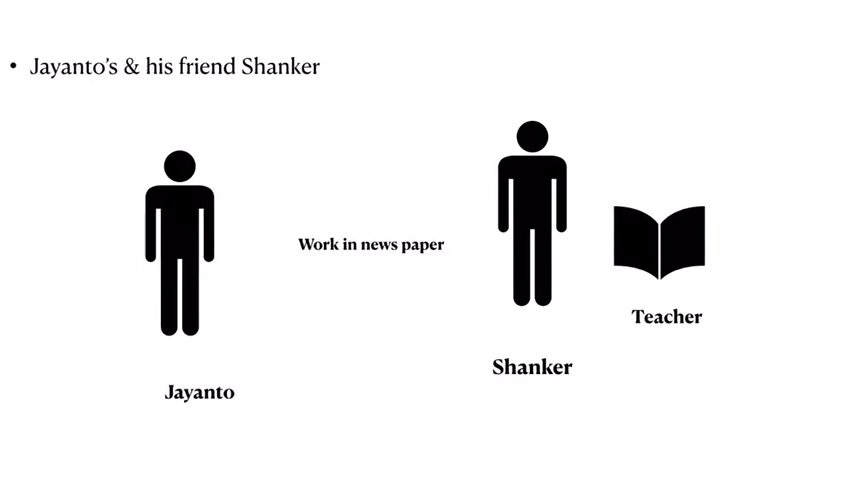 • Jayanto's & his friend Shanker
Work in news paper
Teacher
Shanker
Jayanto